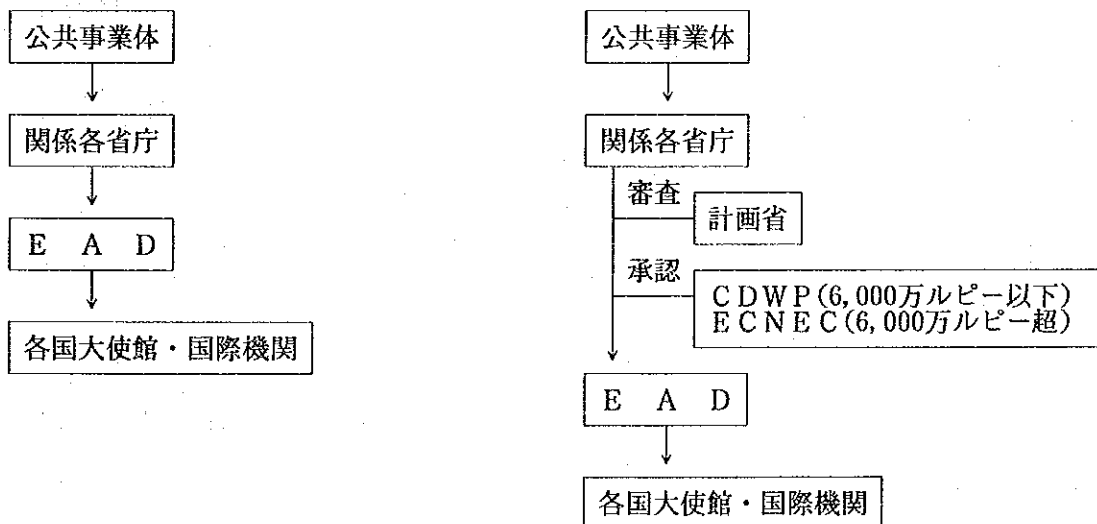 公共事業体
関係各省庁
E A D
各国大使館・国際機関
公共事業体
関係各省庁
審査
計画省
承認
CDWP(6,000万ルピー以下)
ECNEC(6,000万ルピー超)
E A D
各国大使館・国際機関